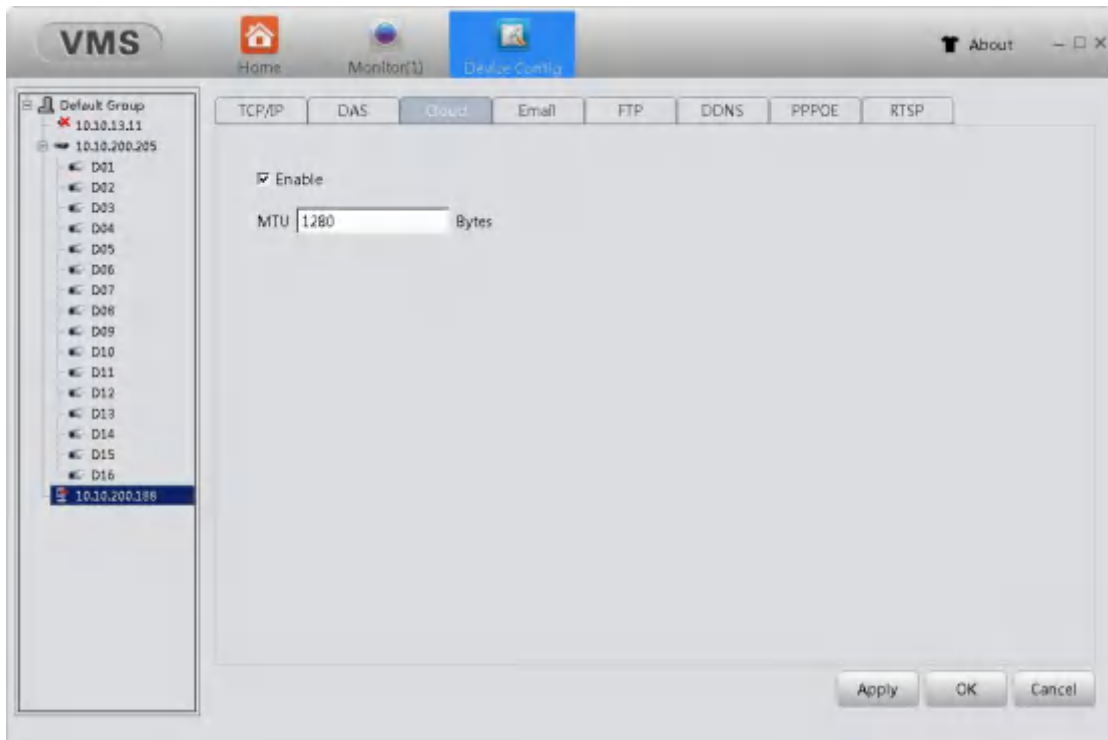 VMS
Home
Monitor(1)
Device Config
About
Default Group
10.10.13.11
10.10.200.205
D01
D02
D03
D04
D05
D06
D07
D08
D09
D10
D11
D12
D13
D14
D15
D16
10.10.200.188
TCP/IP
DAS
Cloud
Email
FTP
DDNS
PPPOE
RTSP
Enable
MTU 1280 Bytes
Apply
OK
Cancel